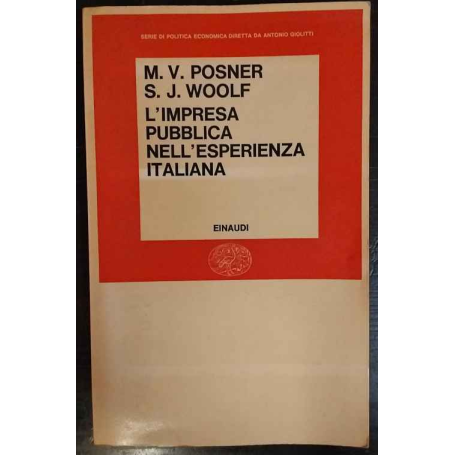 SERIE DI POLITICA ECONOMICA DIRETTA DA ANTONIO GIOLITTI
M. V. POSNER
S. J. WOOLF
L'IMPRESA
PUBBLICA
NELL'ESPERIENZA
ITALIANA
EINAUDI